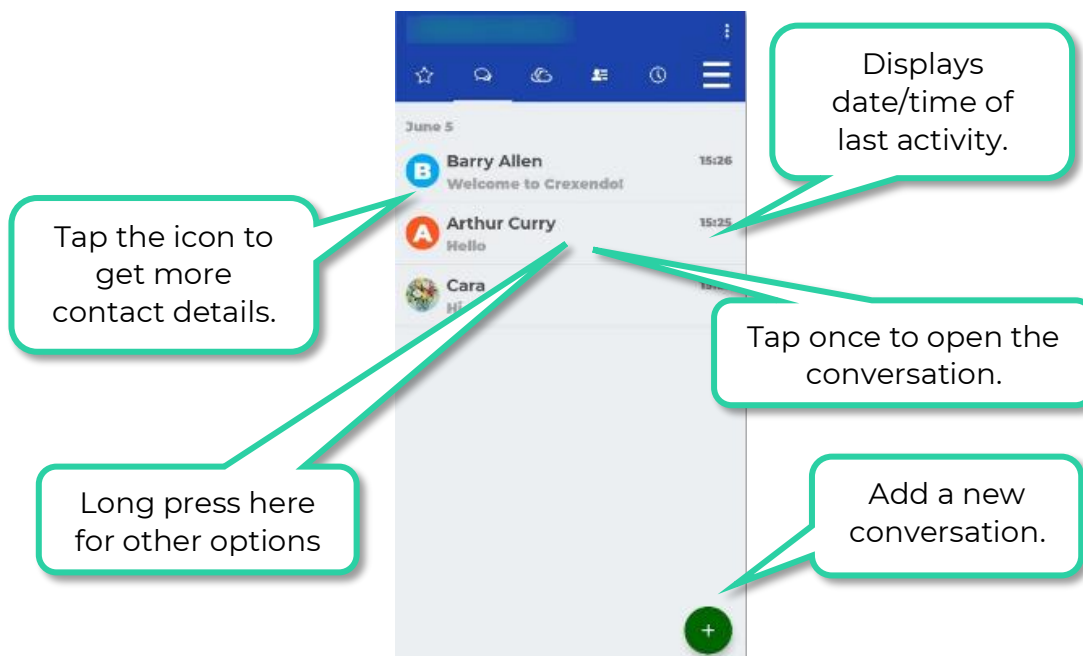 June 5
B
Barry Allen
15:26
Welcome to Crexendo!
A
Arthur Curry
15:25
Hello
Cara
Hi
Displays
date/time of
last activity.
Tap the icon to
get more
contact details.
Tap once to open the
conversation.
Long press here
for other options
Add a new
conversation.
+